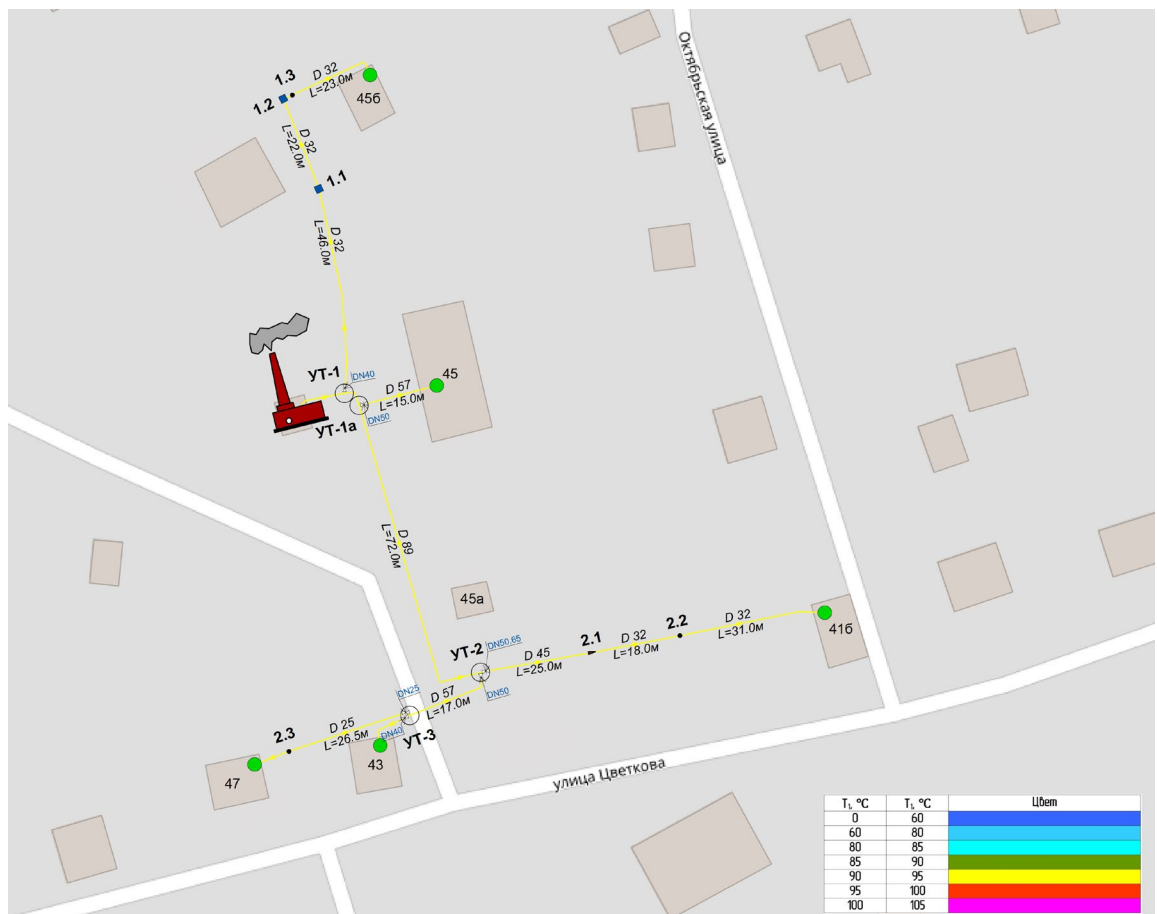 Октябрьская улица
1.3
D 32
L=23.0м
45б
1.2
D 32
L=22.0м
1.1
D 32
L=46.0м
УТ-1
DN40
D 57
L=15.0м
45
DN50
УТ-1а
D 89
L=72.0м
45а
УТ-2
DN50,65
D 45
L=25.0м
2.1
D 32
L=18.0м
2.2
D 32
L=31.0м
41б
DN50
DN25
D 57
L=17.0м
УТ-3
DN40
D 25
L=26.5м
2.3
47
43
улица Цветкова
T₁, °C T₁, °C Цвет
0 60
60 80
80 85
85 90
90 95
95 100
100 105